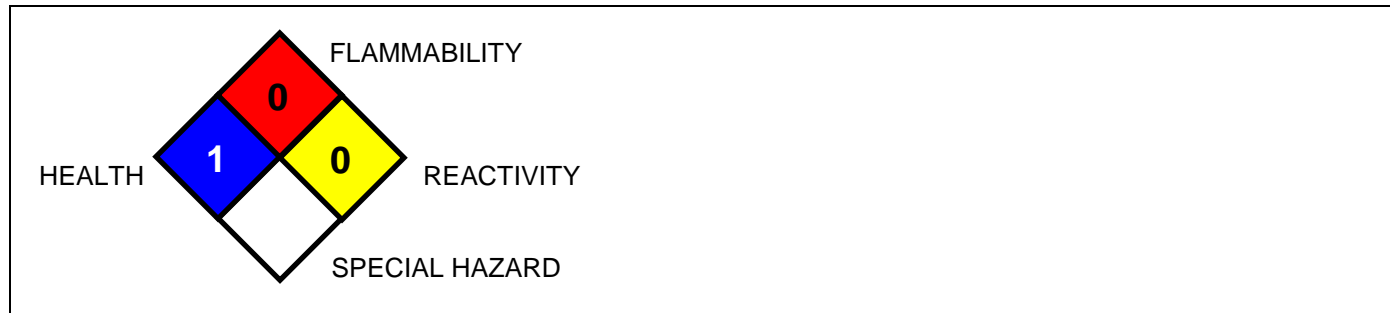 FLAMMABILITY
0
HEALTH 1 0 REACTIVITY
SPECIAL HAZARD